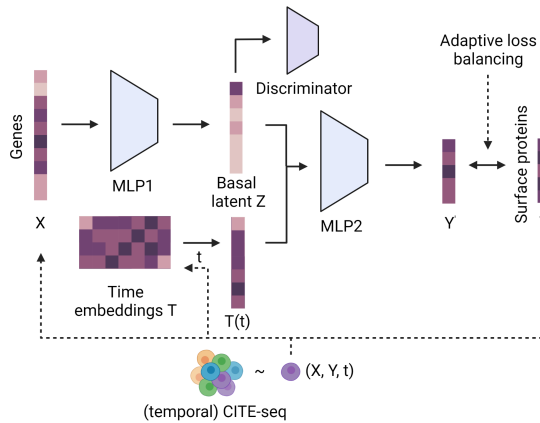 Adaptive loss
balancing
Discriminator
Genes
MLP1
Basal
latent Z
MLP2
Surface proteins
X
Y
t
Time
embeddings T
T(t)
~
(X, Y, t)
(temporal) CITE-seq